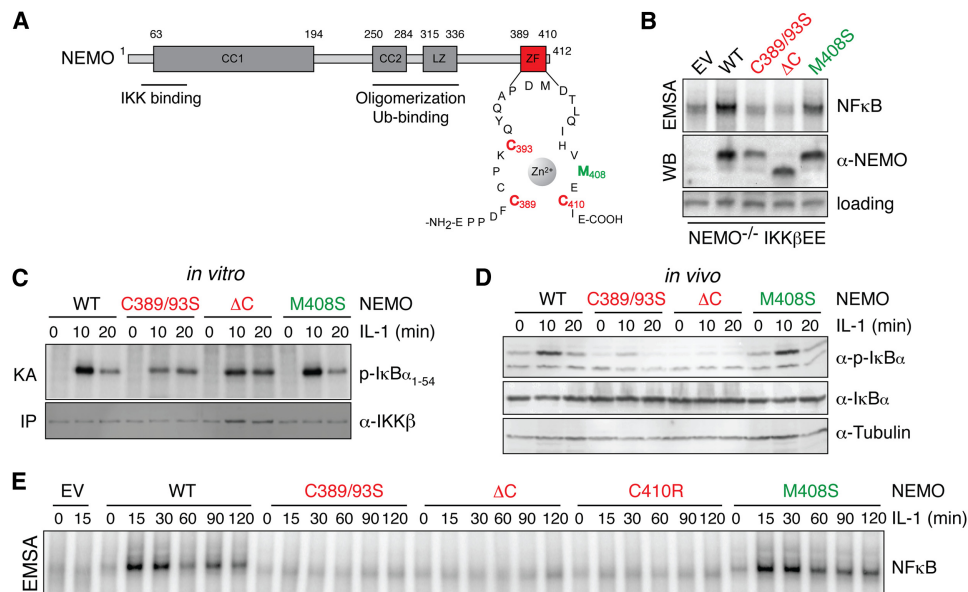 A
63 194 250 284 315 336 389 410
NEMO 1 CC1 CC2 LZ ZF 412
IKK binding
Oligomerization
Ub-binding
P D M
A D
Q T
Y L
Q Q
I
C393 H
K V
Zn2+
P M408
C E
C389 C410
-NH2-E P P D F I E-COOH
B
EV WT C389/93S ΔC M408S
EMSA NFκB
WB α-NEMO
loading
NEMO-/- IKKβEE
C
in vitro
WT C389/93S ΔC M408S NEMO
0 10 20 0 10 20 0 10 20 0 10 20 IL-1 (min)
KA p-IκBα1-54
IP α-IKKβ
D
in vivo
WT C389/93S ΔC M408S NEMO
0 10 20 0 10 20 0 10 20 0 10 20 IL-1 (min)
α-p-IκBα
α-IκBα
α-Tubulin
E
EV WT C389/93S ΔC C410R M408S NEMO
0 15 0 15 30 60 90 120 0 15 30 60 90 120 0 15 30 60 90 120 0 15 30 60 90 120 0 15 30 60 90 120 IL-1 (min)
EMSA NFκB